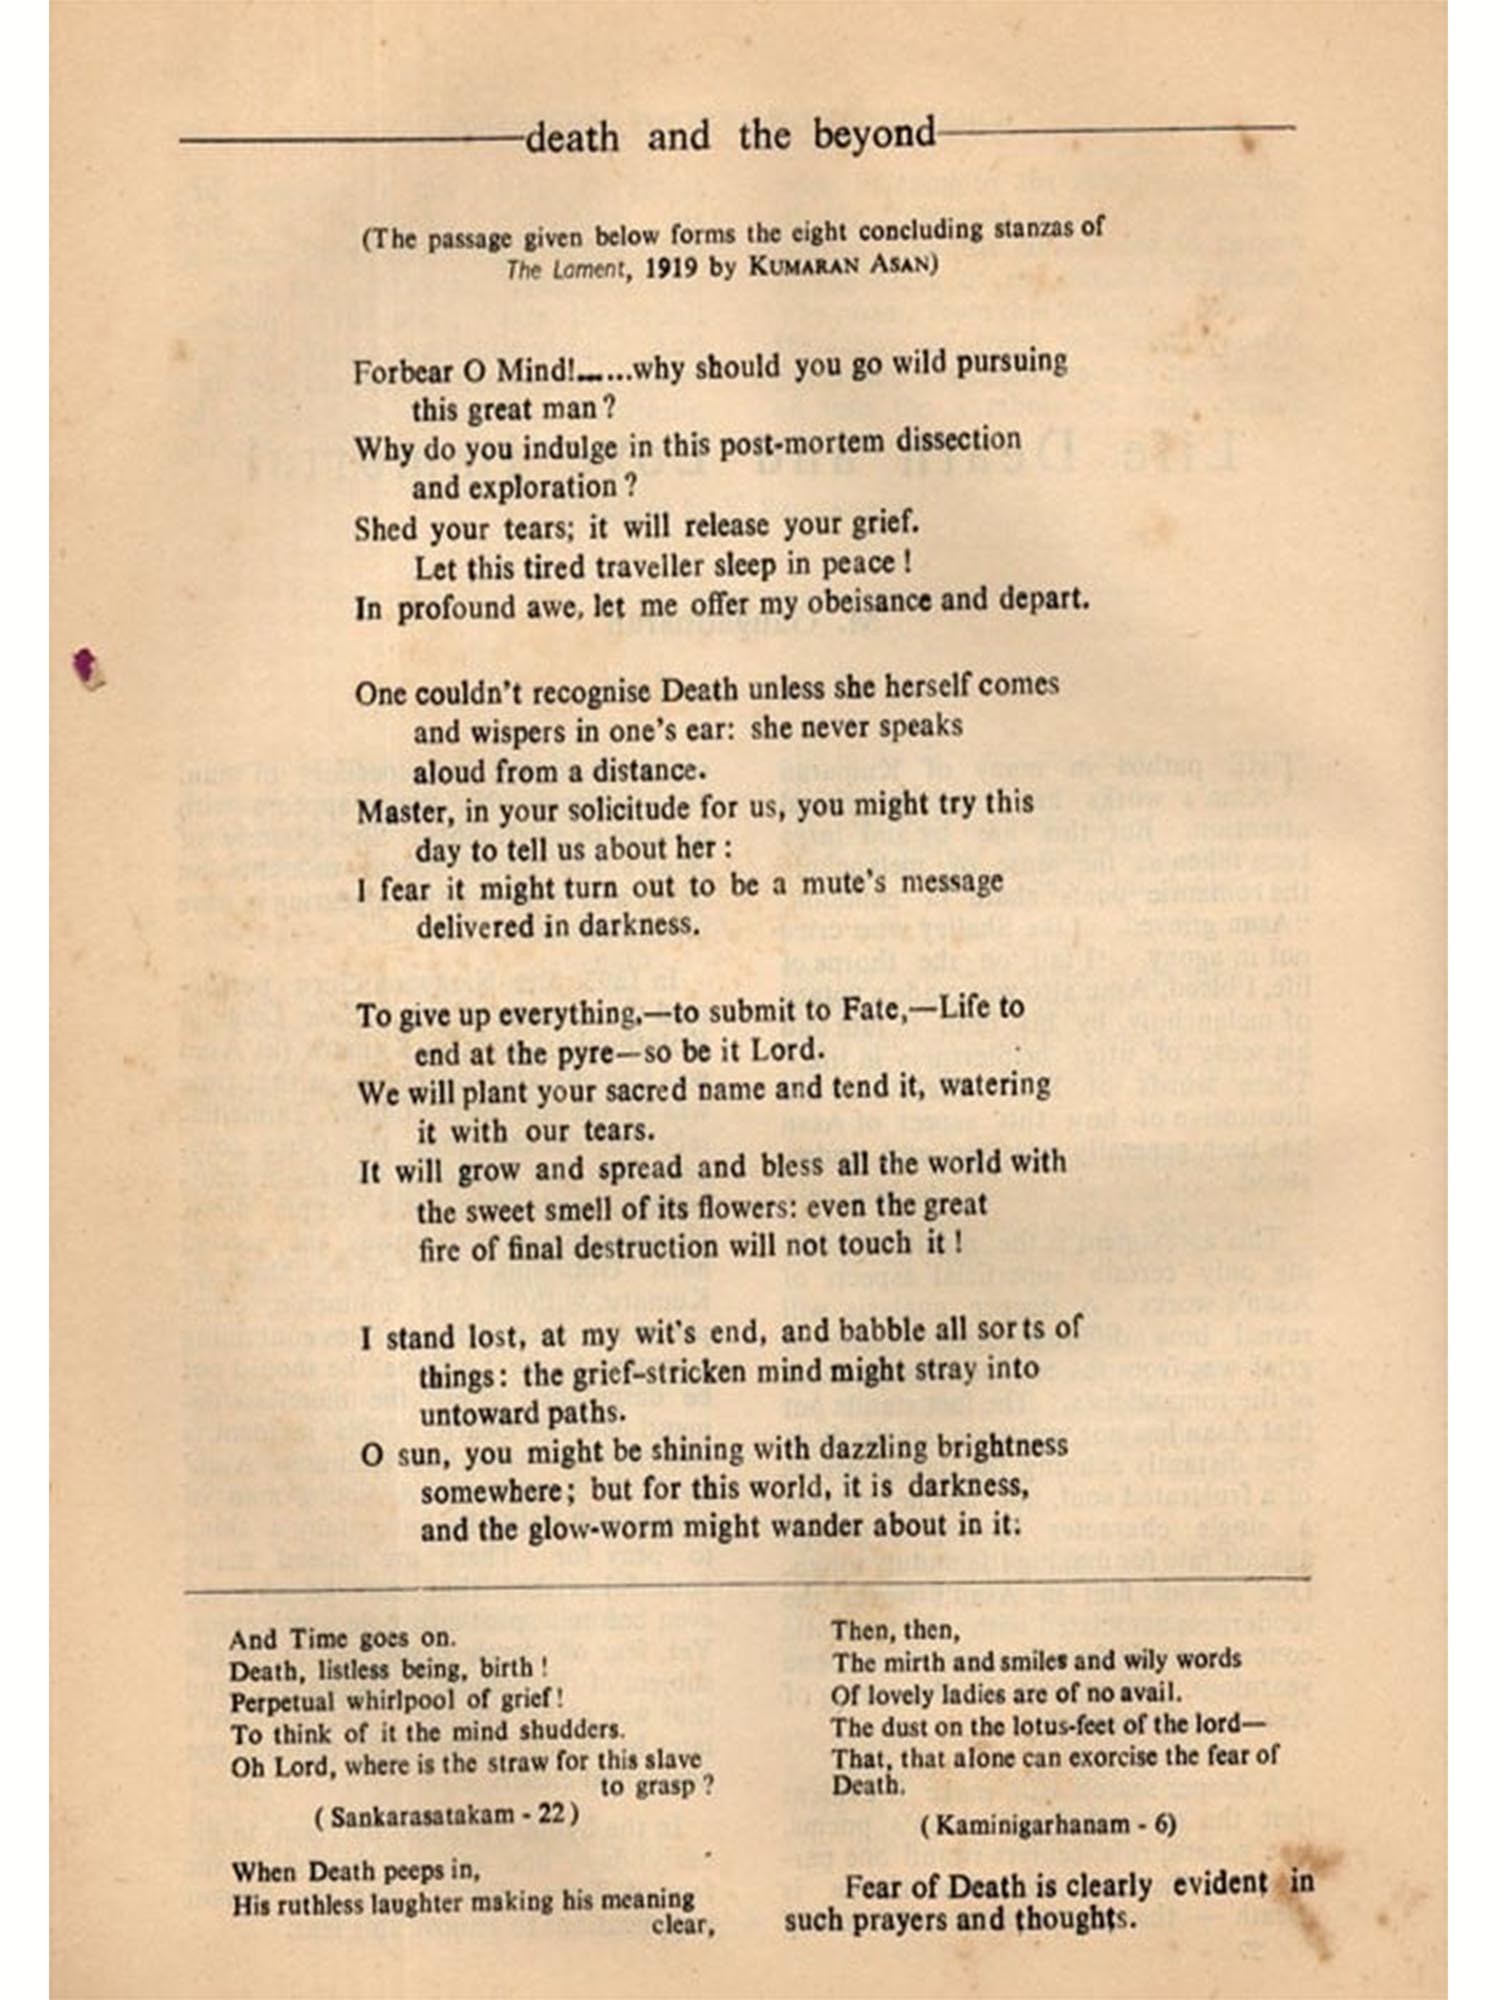 death and the beyond
(The passage given below forms the eight concluding stanzas of
The Lament, 1919 by KUMARAN ASAN)
Forbear O Mind!......why should you go wild pursuing
this great man?
Why do you indulge in this post-mortem dissection
and exploration?
Shed your tears; it will release your grief.
Let this tired traveller sleep in peace!
In profound awe, let me offer my obeisance and depart.
One couldn't recognise Death unless she herself comes
and wispers in one's ear: she never speaks
aloud from a distance.
Master, in your solicitude for us, you might try this
day to tell us about her:
I fear it might turn out to be a mute's message
delivered in darkness.
To give up everything,—to submit to Fate,—Life to
end at the pyre—so be it Lord.
We will plant your sacred name and tend it, watering
it with our tears.
It will grow and spread and bless all the world with
the sweet smell of its flowers: even the great
fire of final destruction will not touch it!
I stand lost, at my wit's end, and babble all sorts of
things: the grief-stricken mind might stray into
untoward paths.
O sun, you might be shining with dazzling brightness
somewhere; but for this world, it is darkness,
and the glow-worm might wander about in it:
And Time goes on.
Death, listless being, birth!
Perpetual whirlpool of grief!
To think of it the mind shudders.
Oh Lord, where is the straw for this slave
to grasp?
(Sankarasatakam - 22)
When Death peeps in,
His ruthless laughter making his meaning
clear,
Then, then,
The mirth and smiles and wily words
Of lovely ladies are of no avail.
The dust on the lotus-feet of the lord—
That, that alone can exorcise the fear of
Death.
(Kaminigarhanam - 6)
Fear of Death is clearly evident in
such prayers and thoughts.